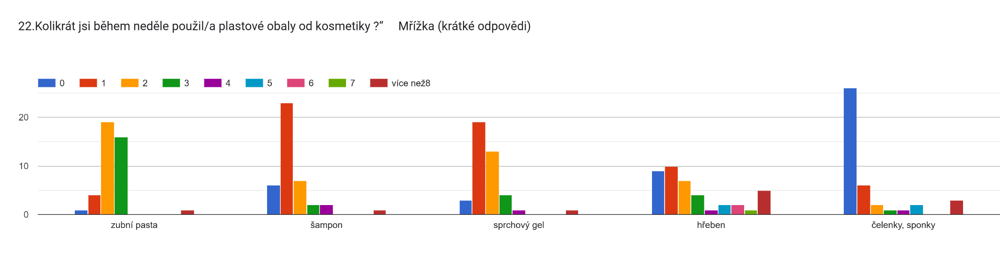 22.Kolikrát jsi během neděle použil/a plastové obaly od kosmetiky ?“ Mřížka (krátké odpovědi)
0 1 2 3 4 5 6 7 více než8
20
10
0
zubní pasta šampon sprchový gel hřeben čelenky, sponky